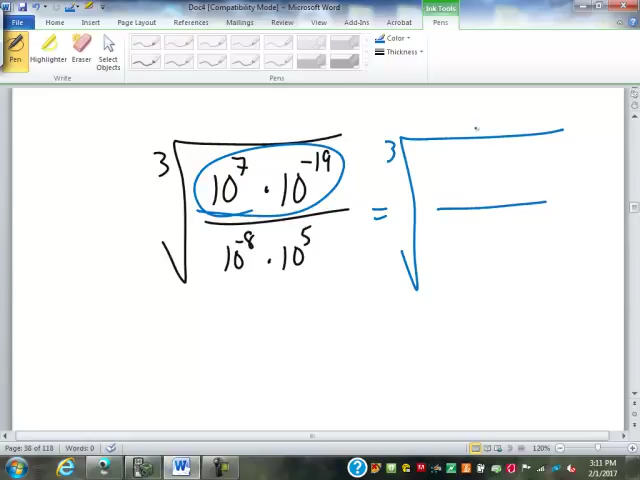 Doc4 [Compatibility Mode] - Microsoft Word
Ink Tools
File Home Insert Page Layout References Mailings Review View Add-Ins Acrobat Pens
Pen Highlighter Eraser Select Objects
Color
Thickness
Write Pens
∛((10^7 · 10^-19)/(10^-8 · 10^5)) = ∛
Page: 38 of 118 Words: 0 120%
3:11 PM
2/1/2017